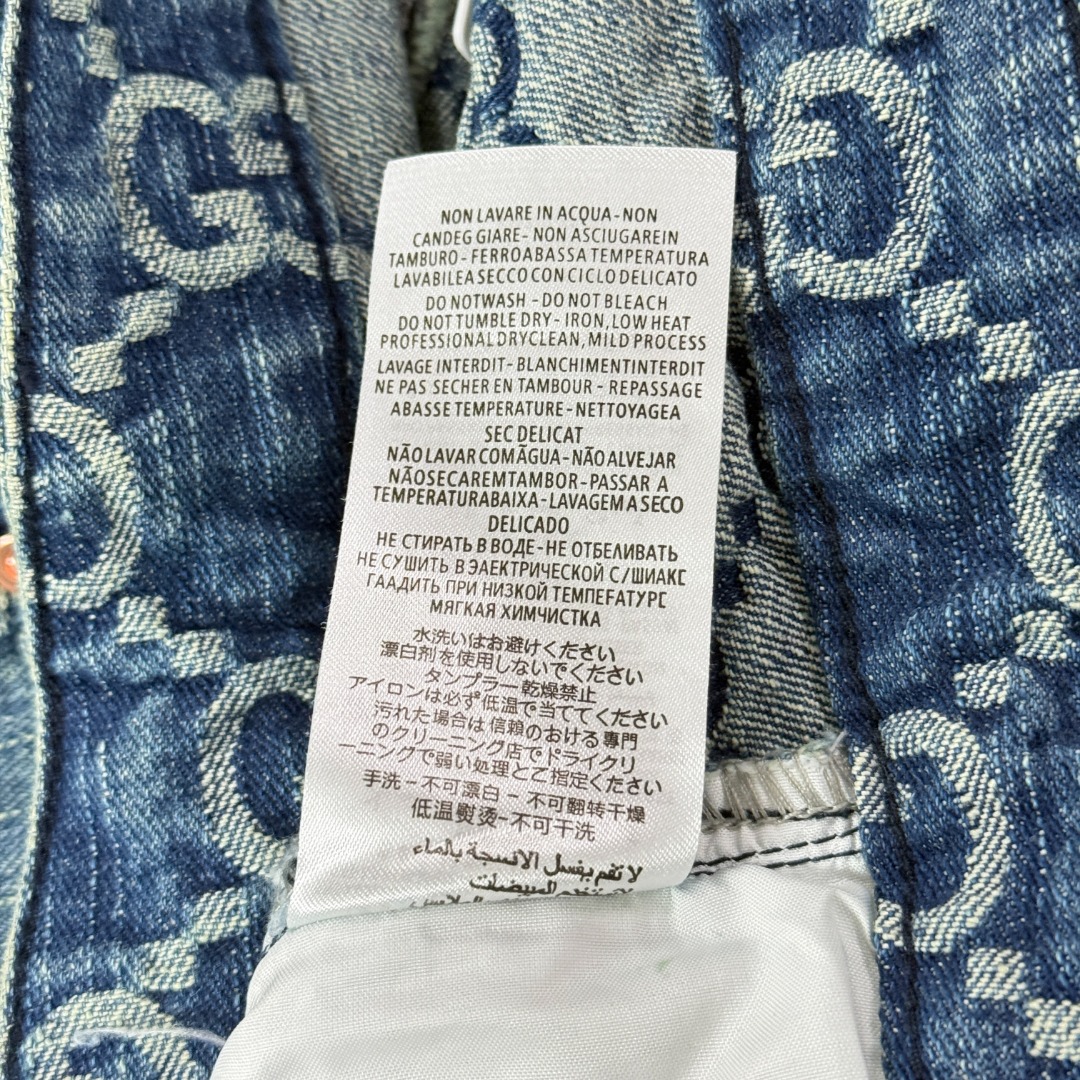 NON LAVARE IN ACQUA-NON
CANDEG GIARE- NON ASCIUGAREIN
TAMBURO - FERROABASSA TEMPERATURA
LAVABILEA SECCO CON CICLO DELICATO
DO NOTWASH - DO NOT BLEACH
DO NOT TUMBLE DRY- IRON, LOW HEAT
PROFESSIONAL DRYCLEAN, MILD PROCESS
LAVAGE INTERDIT- BLANCHIMENTINTERDIT
NE PAS SECHER EN TAMBOUR - REPASSAGE
ABASSE TEMPERATURE-NETTOYAGEA
SEC DELICAT
NÃO LAVAR COMÃGUA-NÃO ALVEJAR
NÃOSECAREMTAMBOR-PASSAR A
TEMPERATURABAIXA-LAVAGEM A SECO
DELICADO
НЕ СТИРАТЬ В ВОДЕ-НЕ ОТБЕЛИВАТЬ
НЕ СУШИТЬ В ЭАЕКТРИЧЕСКОЙ С/ШИАКС
ГААДИТЬ ПРИ НИЗКОЙ ТЕМПЕFАТУРС
МЯГКАЯ ХИМЧИСТКА
水洗いはお避けください
漂白剤を使用しないでください
タンプラー乾燥禁止
アイロンは必ず低温で当ててください
汚れた場合は信頼のおける專門
のクリーニング店でドライクリ
ーニングで弱い処理とご指定ください
手洗-不可漂白-不可翻转干燥
低温熨烫-不可干洗
لا تقم بغسل الانسجة بالماء